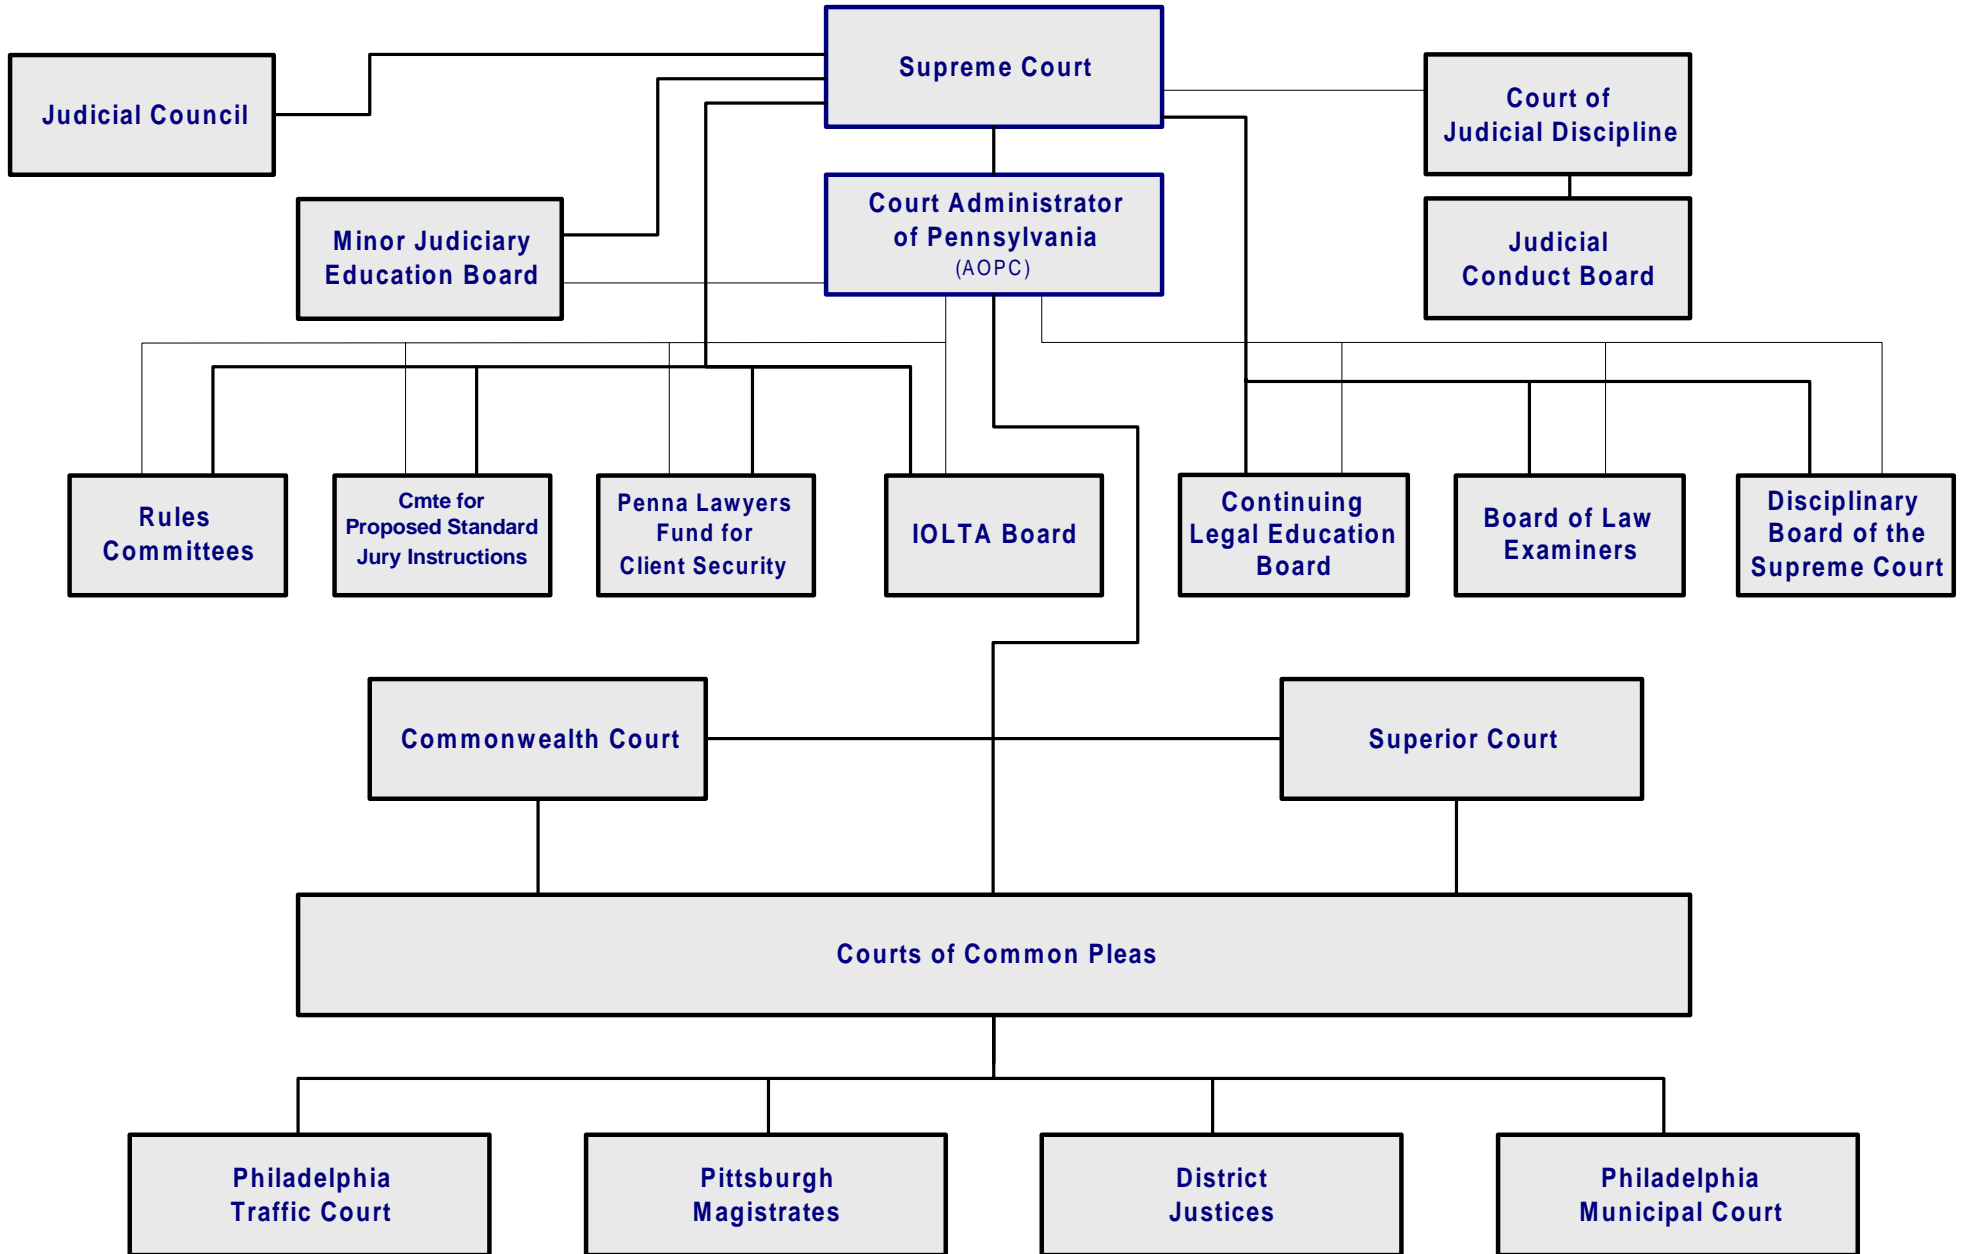 Supreme Court
Judicial Council
Court of
Judicial Discipline
Court Administrator
of Pennsylvania
(AOPC)
Minor Judiciary
Education Board
Judicial
Conduct Board
Rules
Committees
Cmte for
Proposed Standard
Jury Instructions
Penna Lawyers
Fund for
Client Security
IOLTA Board
Continuing
Legal Education
Board
Board of Law
Examiners
Disciplinary
Board of the
Supreme Court
Commonwealth Court
Superior Court
Courts of Common Pleas
Philadelphia
Traffic Court
Pittsburgh
Magistrates
District
Justices
Philadelphia
Municipal Court